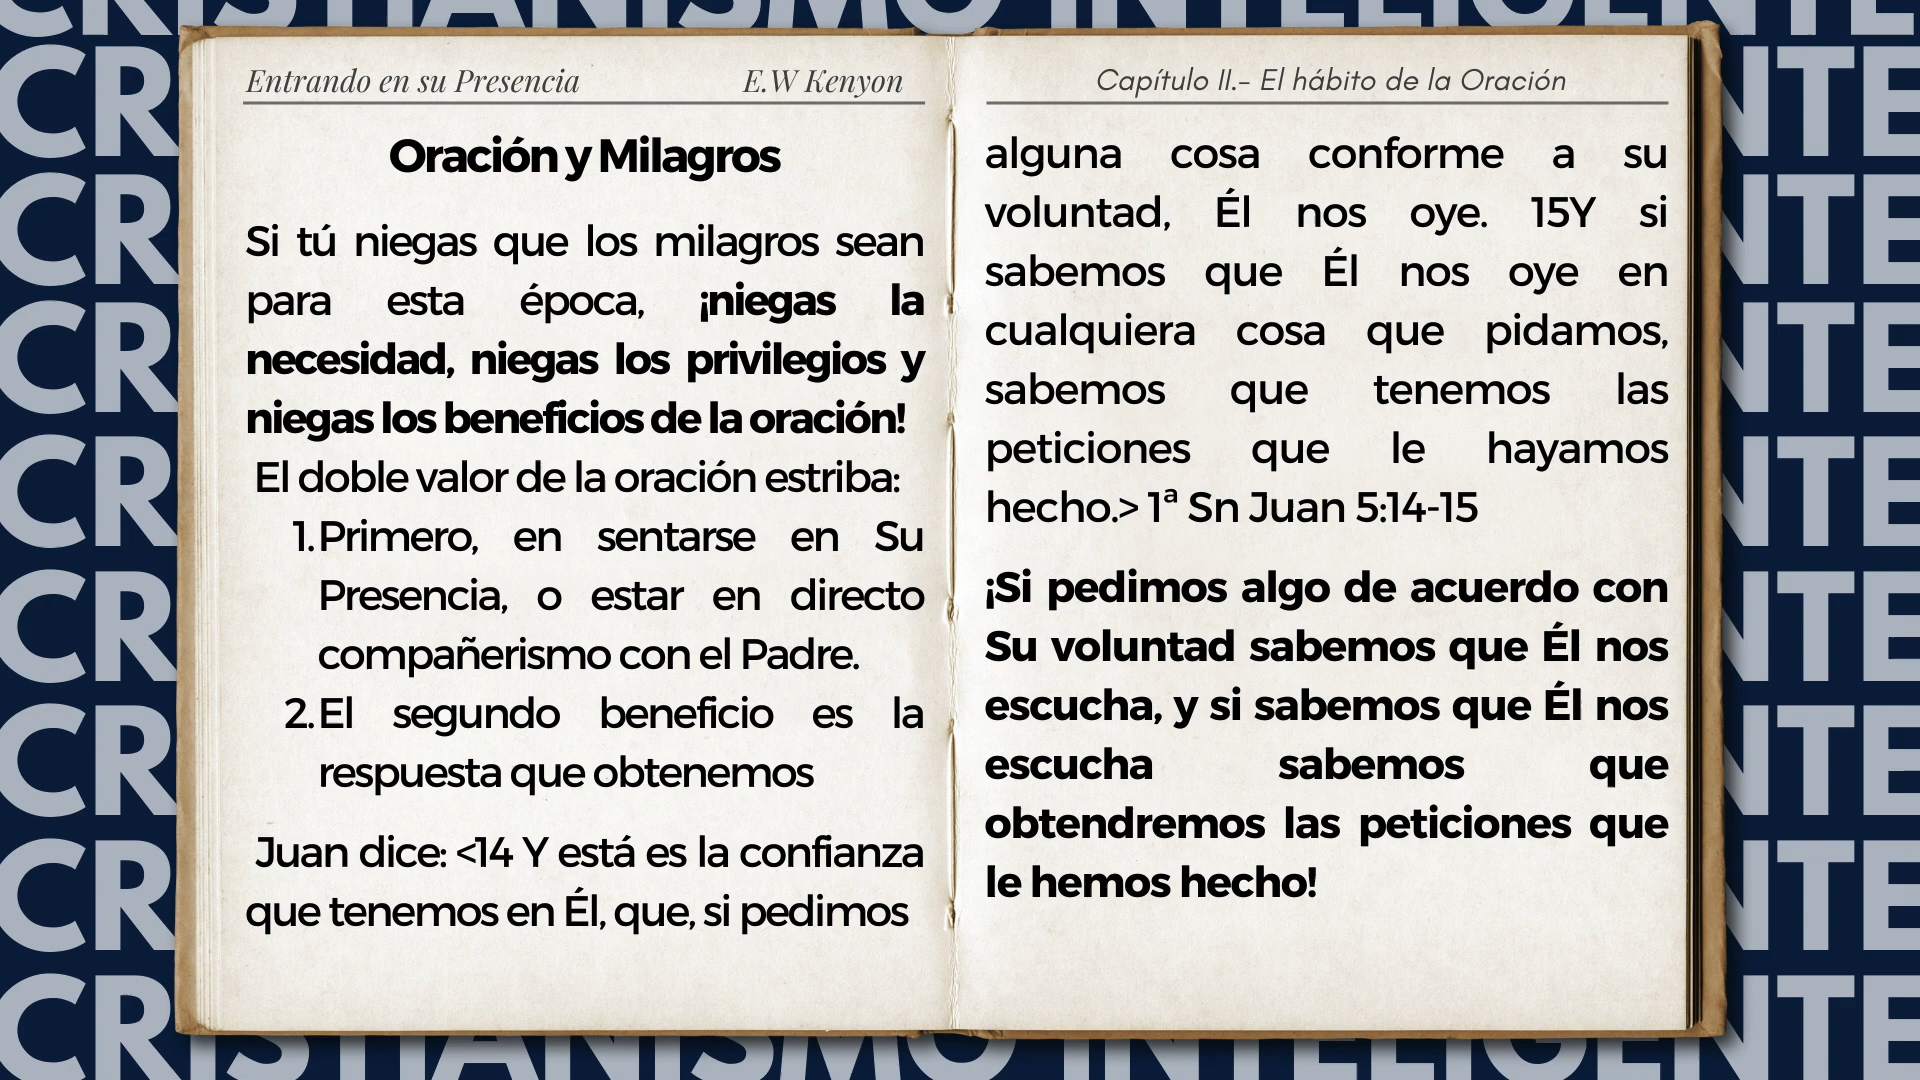 CRISTIANISMO INTELIGENTE
Entrando en su Presencia E.W Kenyon
Oración y Milagros
Si tú niegas que los milagros sean
para esta época, ¡niegas la
necesidad, niegas los privilegios y
niegas los beneficios de la oración!
El doble valor de la oración estriba:
1. Primero, en sentarse en Su
Presencia, o estar en directo
compañerismo con el Padre.
2. El segundo beneficio es la
respuesta que obtenemos
Juan dice: <14 Y está es la confianza
que tenemos en Él, que, si pedimos
Capítulo II.- El hábito de la Oración
alguna cosa conforme a su
voluntad, Él nos oye. 15Y si
sabemos que Él nos oye en
cualquiera cosa que pidamos,
sabemos que tenemos las
peticiones que le hayamos
hecho.> 1ª Sn Juan 5:14-15
¡Si pedimos algo de acuerdo con
Su voluntad sabemos que Él nos
escucha, y si sabemos que Él nos
escucha sabemos que
obtendremos las peticiones que
le hemos hecho!
CRISTIANISMO INTELIGENTE